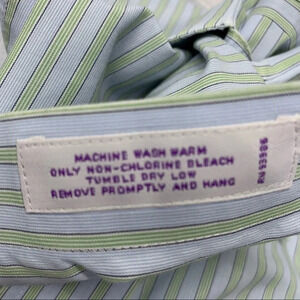 MACHINE WASH WARM
ONLY NON-CHLORINE BLEACH
TUMBLE DRY LOW
REMOVE PROMPTLY AND HANG